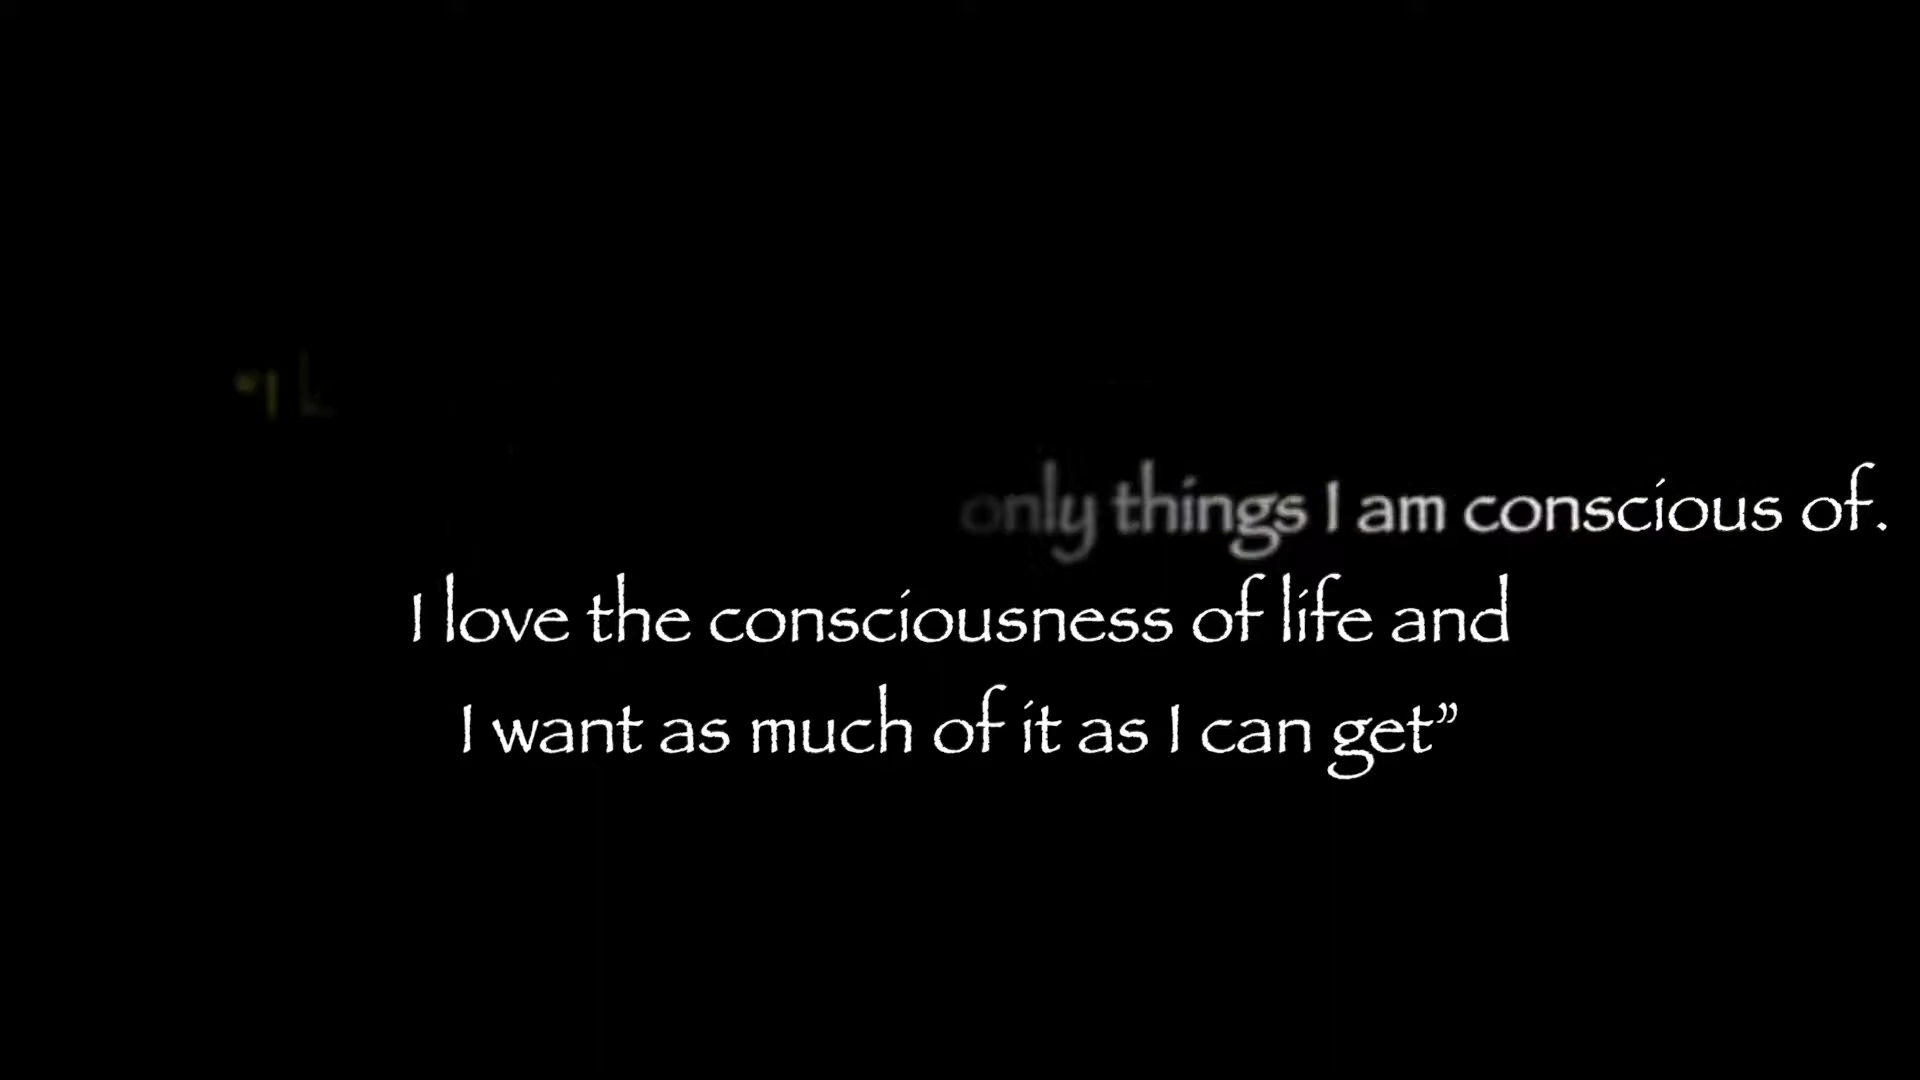 "I
only things I am conscious of.
I love the consciousness of life and
I want as much of it as I can get”